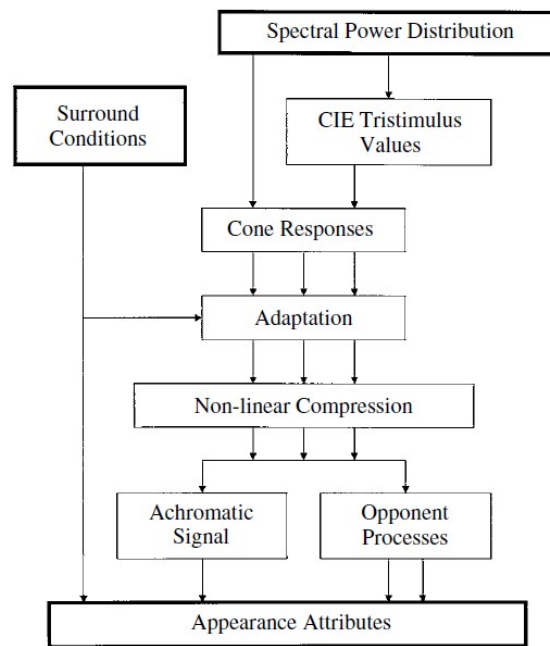 Spectral Power Distribution
Surround
Conditions
CIE Tristimulus
Values
Cone Responses
Adaptation
Non-linear Compression
Achromatic
Signal
Opponent
Processes
Appearance Attributes